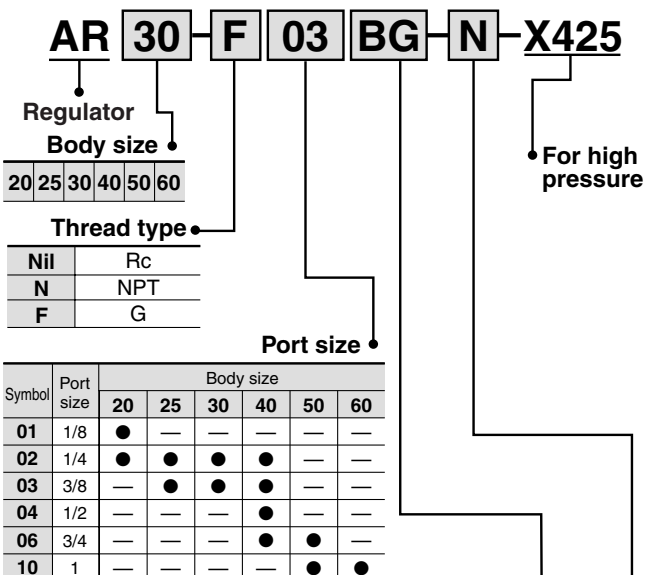 AR 30-F 03 BG-N-X425
Regulator
Body size
20 25 30 40 50 60
For high
pressure
Thread type
Nil Rc
N NPT
F G
Port size
Symbol Port size Body size
20 25 30 40 50 60
01 1/8 ● — — — — —
02 1/4 ● ● ● ● — —
03 3/8 — ● ● ● — —
04 1/2 — — — ● — —
06 3/4 — — — ● ● —
10 1 — — — — ● ●